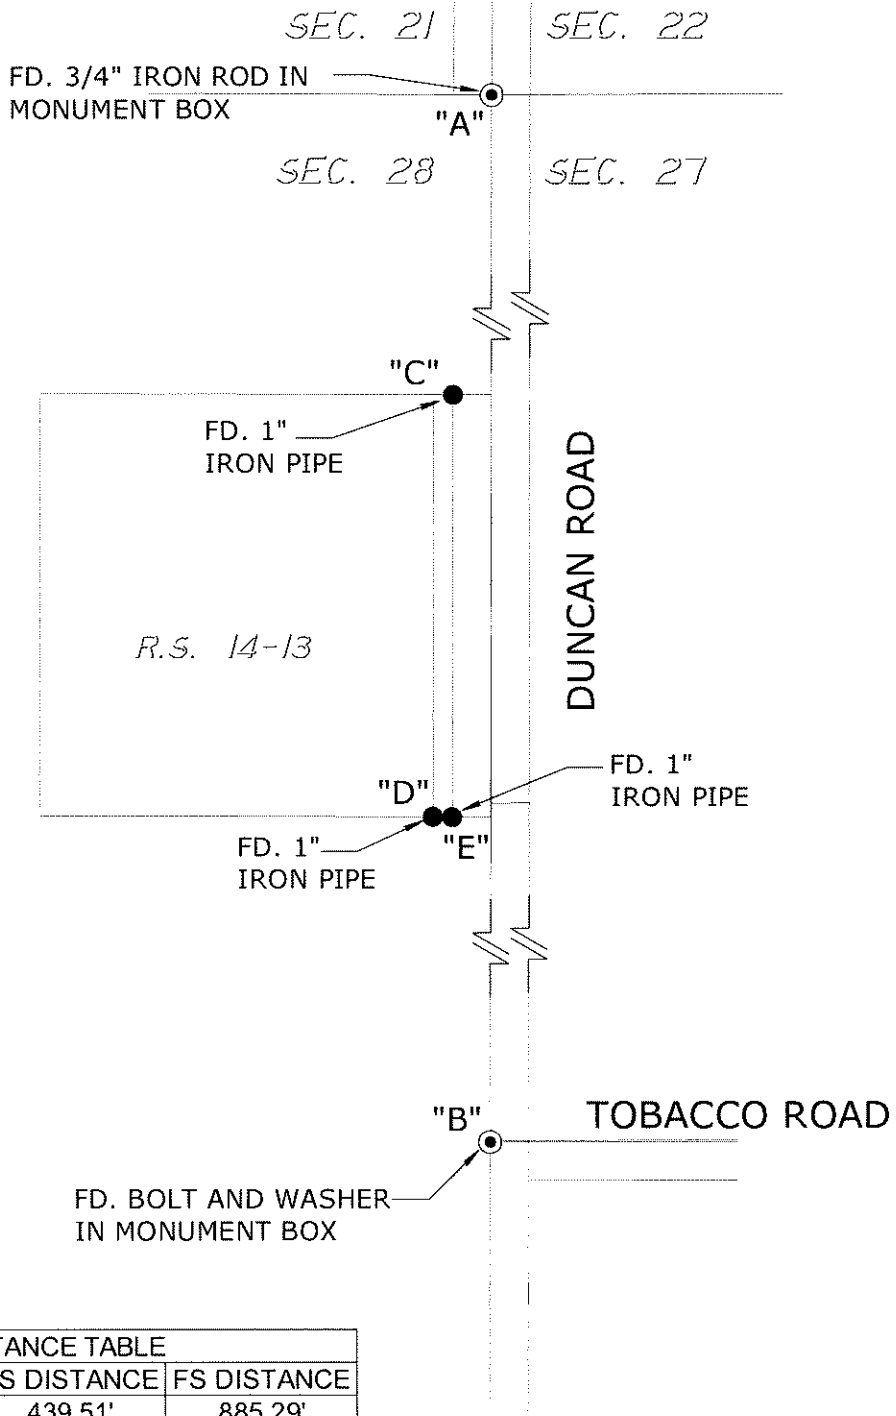 SEC. 21
SEC. 22
FD. 3/4" IRON ROD IN
MONUMENT BOX
"A"
SEC. 28
SEC. 27
"C"
FD. 1"
IRON PIPE
DUNCAN ROAD
R.S. 14-13
FD. 1"
IRON PIPE
"D"
"E"
FD. 1"
IRON PIPE
"B"
TOBACCO ROAD
FD. BOLT AND WASHER
IN MONUMENT BOX
TANCE TABLE
S DISTANCE FS DISTANCE
439.51' 885.29'